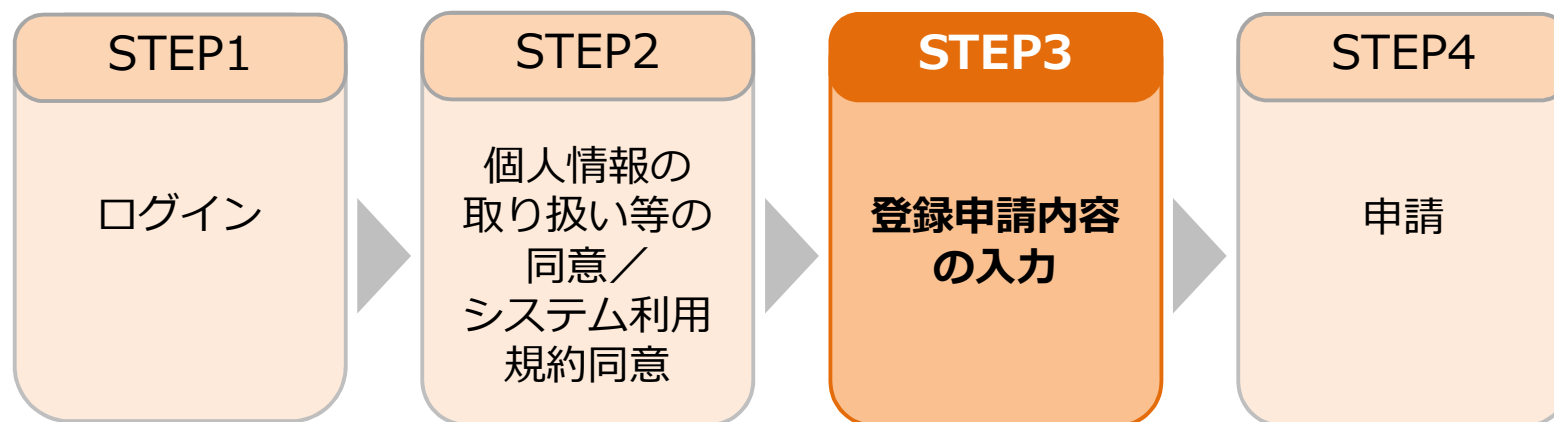 STEP1
ログイン
STEP2
個人情報の
取り扱い等の
同意／
システム利用
規約同意
STEP3
登録申請内容
の入力
STEP4
申請